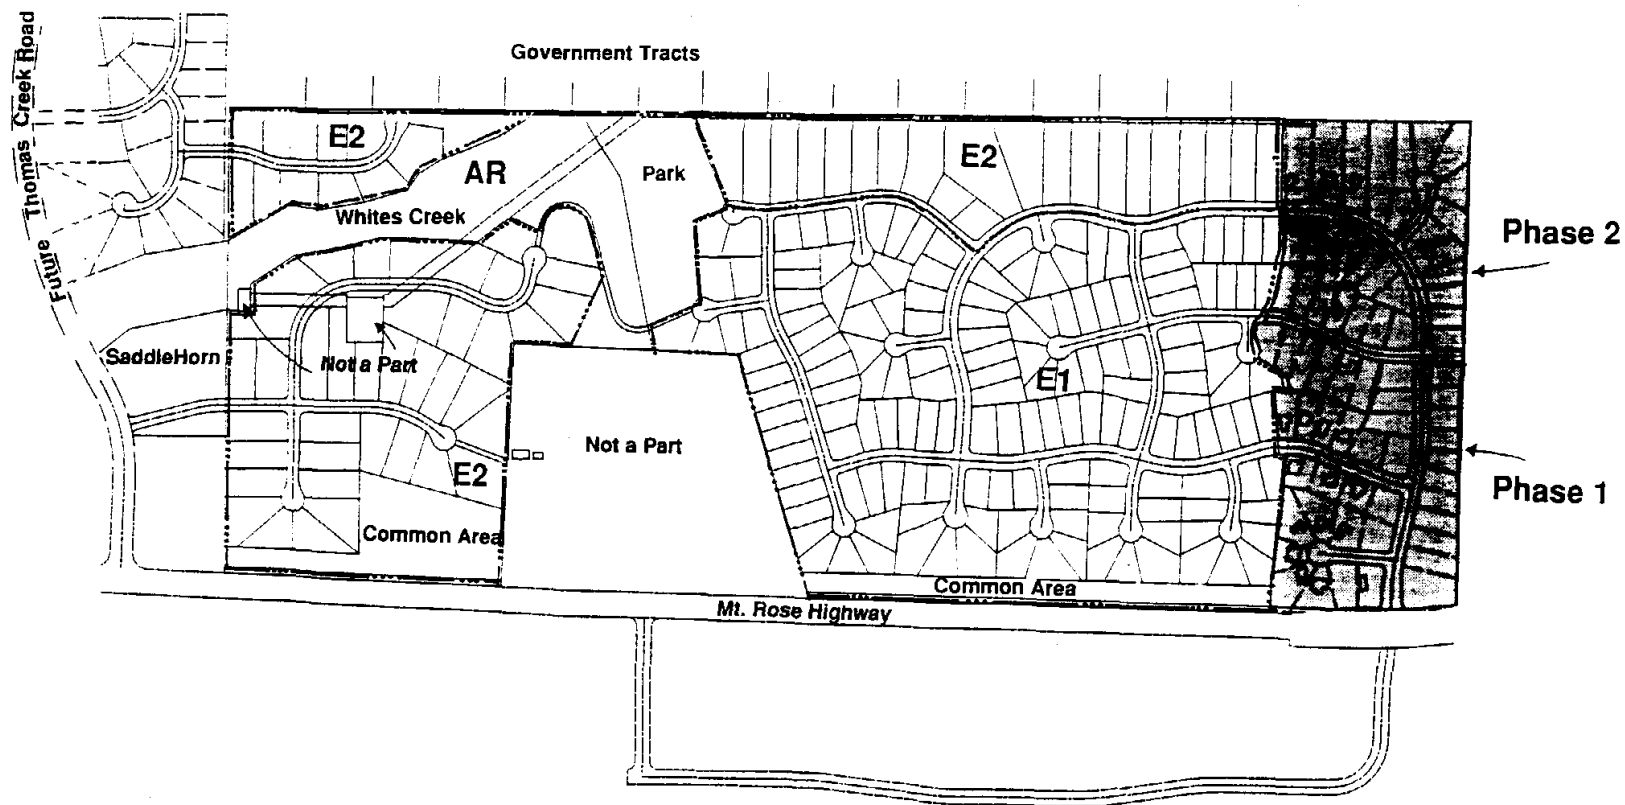 Government Tracts
Future Thomas Creek Road
E2
AR
Park
E2
Whites Creek
Phase 2
SaddleHorn
Not a Part
E1
Not a Part
E2
Phase 1
Common Area
Common Area
Mt. Rose Highway